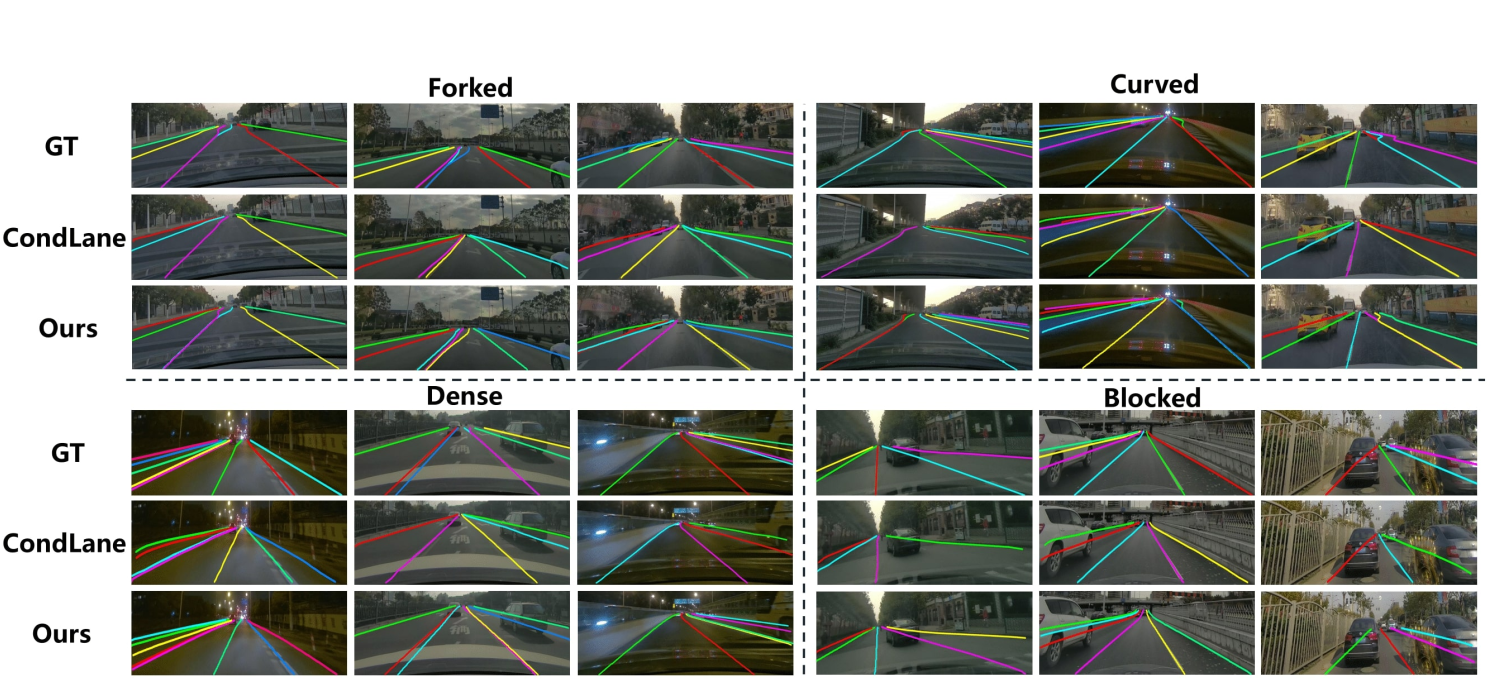 Forked
Curved
GT
CondLane
Ours
Dense
Blocked
GT
CondLane
Ours